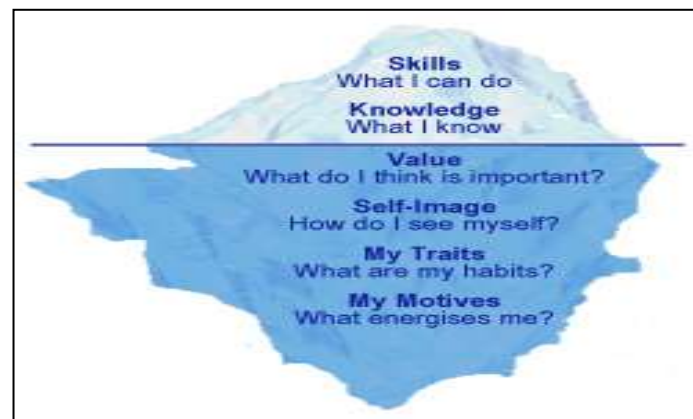 Skills
What I can do
Knowledge
What I know
Value
What do I think is important?
Self-Image
How do I see myself?
My Traits
What are my habits?
My Motives
What energises me?